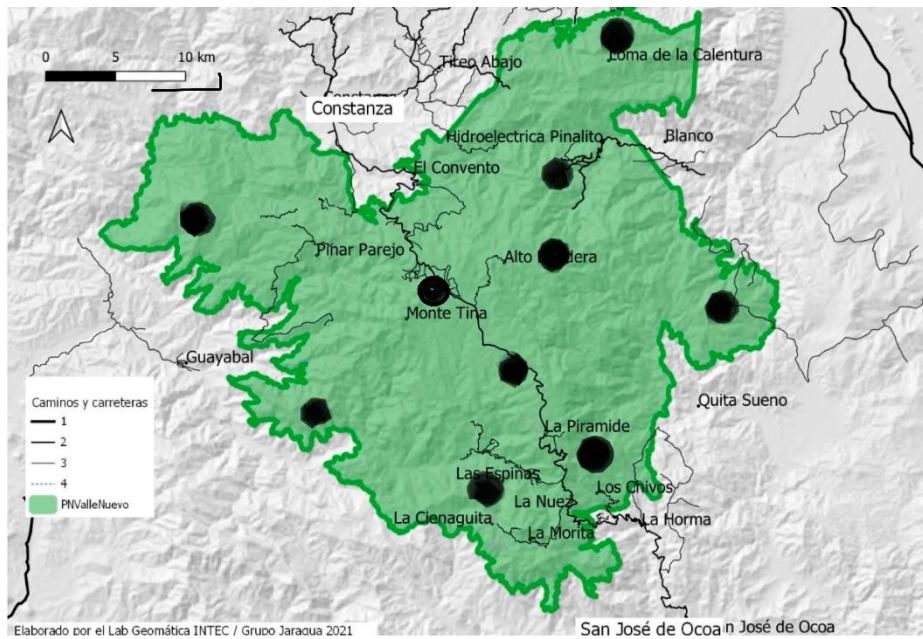 0 5 10 km
Loma de la Calentura
Tireo Abajo
Constanza
Hidroelectrica Pinalito
Blanco
El Convento
Pinar Parejo
Alto
dera
Monte Tina
Guayabal
Caminos y carreteras
1
2
3
4
PNValleNuevo
Quita Sueno
La Piramide
Las Espinas
La Nuez
Los Chivos
La Cienaguita
La Horma
La Morita
San José de Ocoa
n José de Ocoa
Elaborado por el Lab Geomática INTEC / Grupo Jaragua 2021